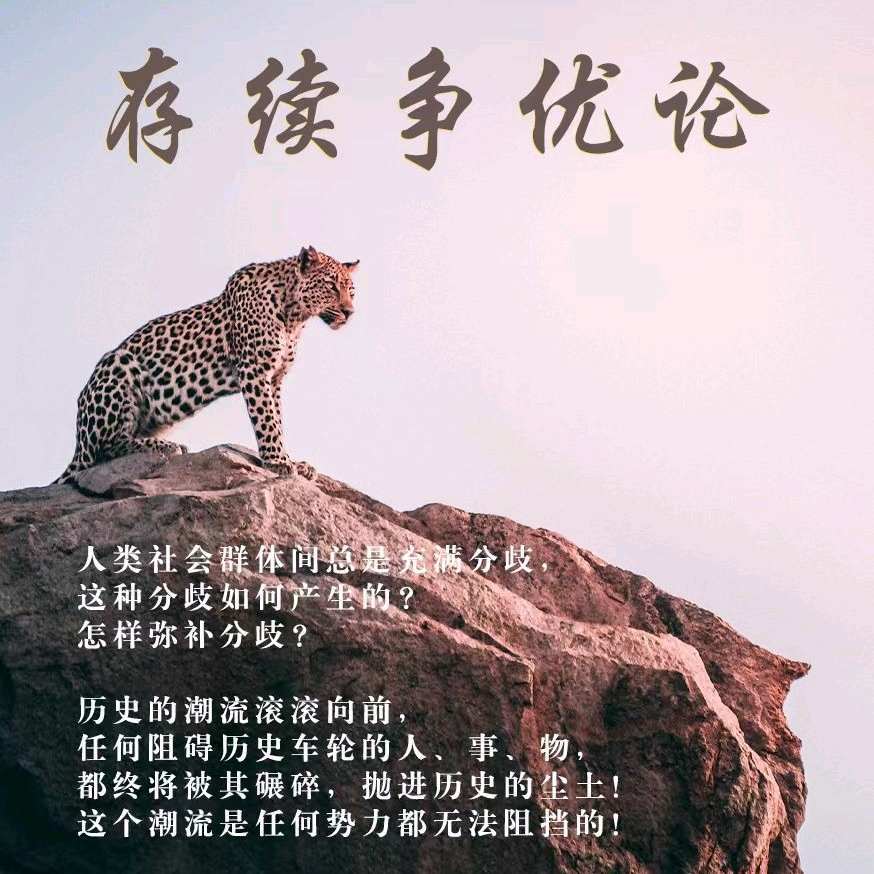 存续争优论
人类社会群体间总是充满分歧，
这种分歧如何产生的？
怎样弥补分歧？
历史的潮流滚滚向前，
任何阻碍历史车轮的人、事、物，
都终将被其碾碎，抛进历史的尘土！
这个潮流是任何势力都无法阻挡的！